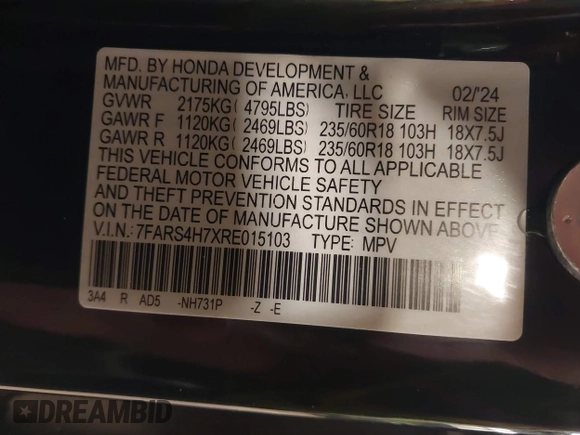 MFD. BY HONDA DEVELOPMENT &
MANUFACTURING OF AMERICA, LLC 02/'24
GVWR 2175KG( 4795LBS) TIRE SIZE RIM SIZE
GAWR F 1120KG( 2469LBS) 235/60R18 103H 18X7.5J
GAWR R 1120KG( 2469LBS) 235/60R18 103H 18X7.5J
THIS VEHICLE CONFORMS TO ALL APPLICABLE
FEDERAL MOTOR VEHICLE SAFETY
AND THEFT PREVENTION STANDARDS IN EFFECT
ON THE DATE OF MANUFACTURE SHOWN ABOVE.
V.I.N.: 7FARS4H7XRE015103 TYPE: MPV
3A4 R AD5 -NH731P -Z -E
DREAMBID